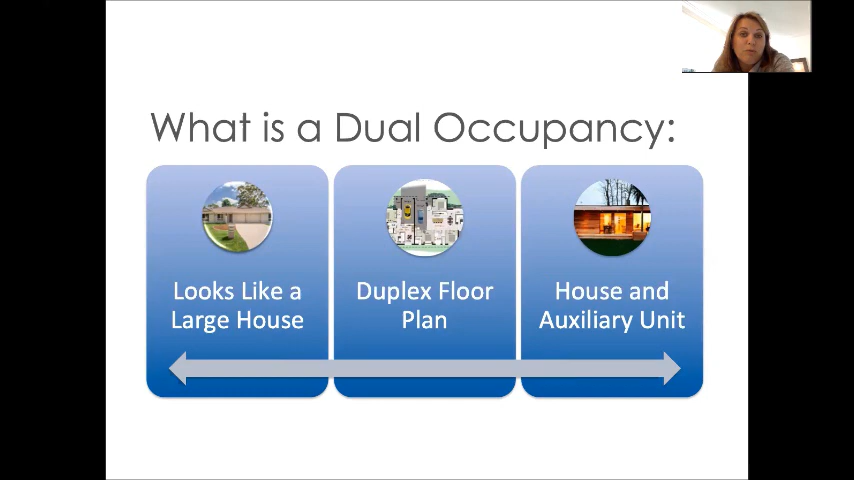 What is a Dual Occupancy:
Looks Like a
Large House
Duplex Floor
Plan
House and
Auxiliary Unit